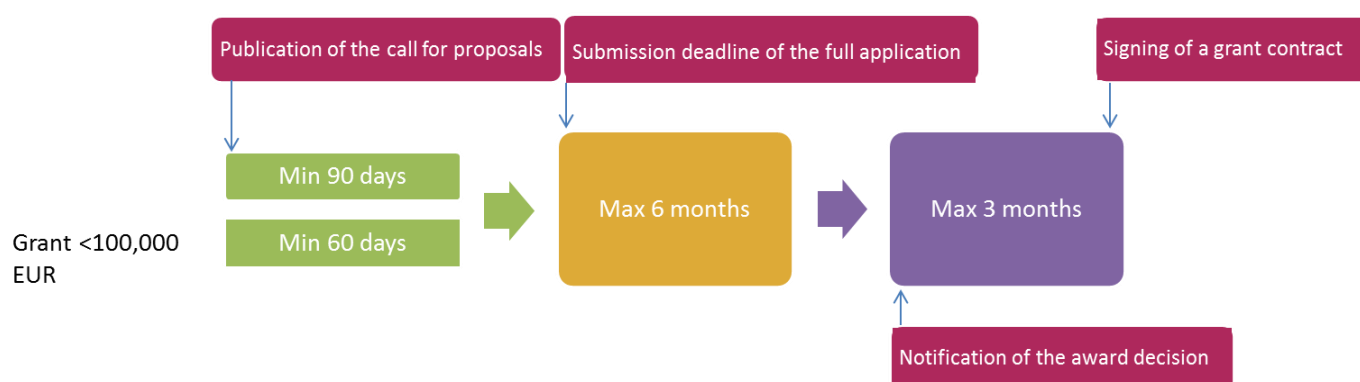 Publication of the call for proposals
Submission deadline of the full application
Signing of a grant contract
Min 90 days
Max 6 months
Max 3 months
Grant <100,000
EUR
Min 60 days
Notification of the award decision